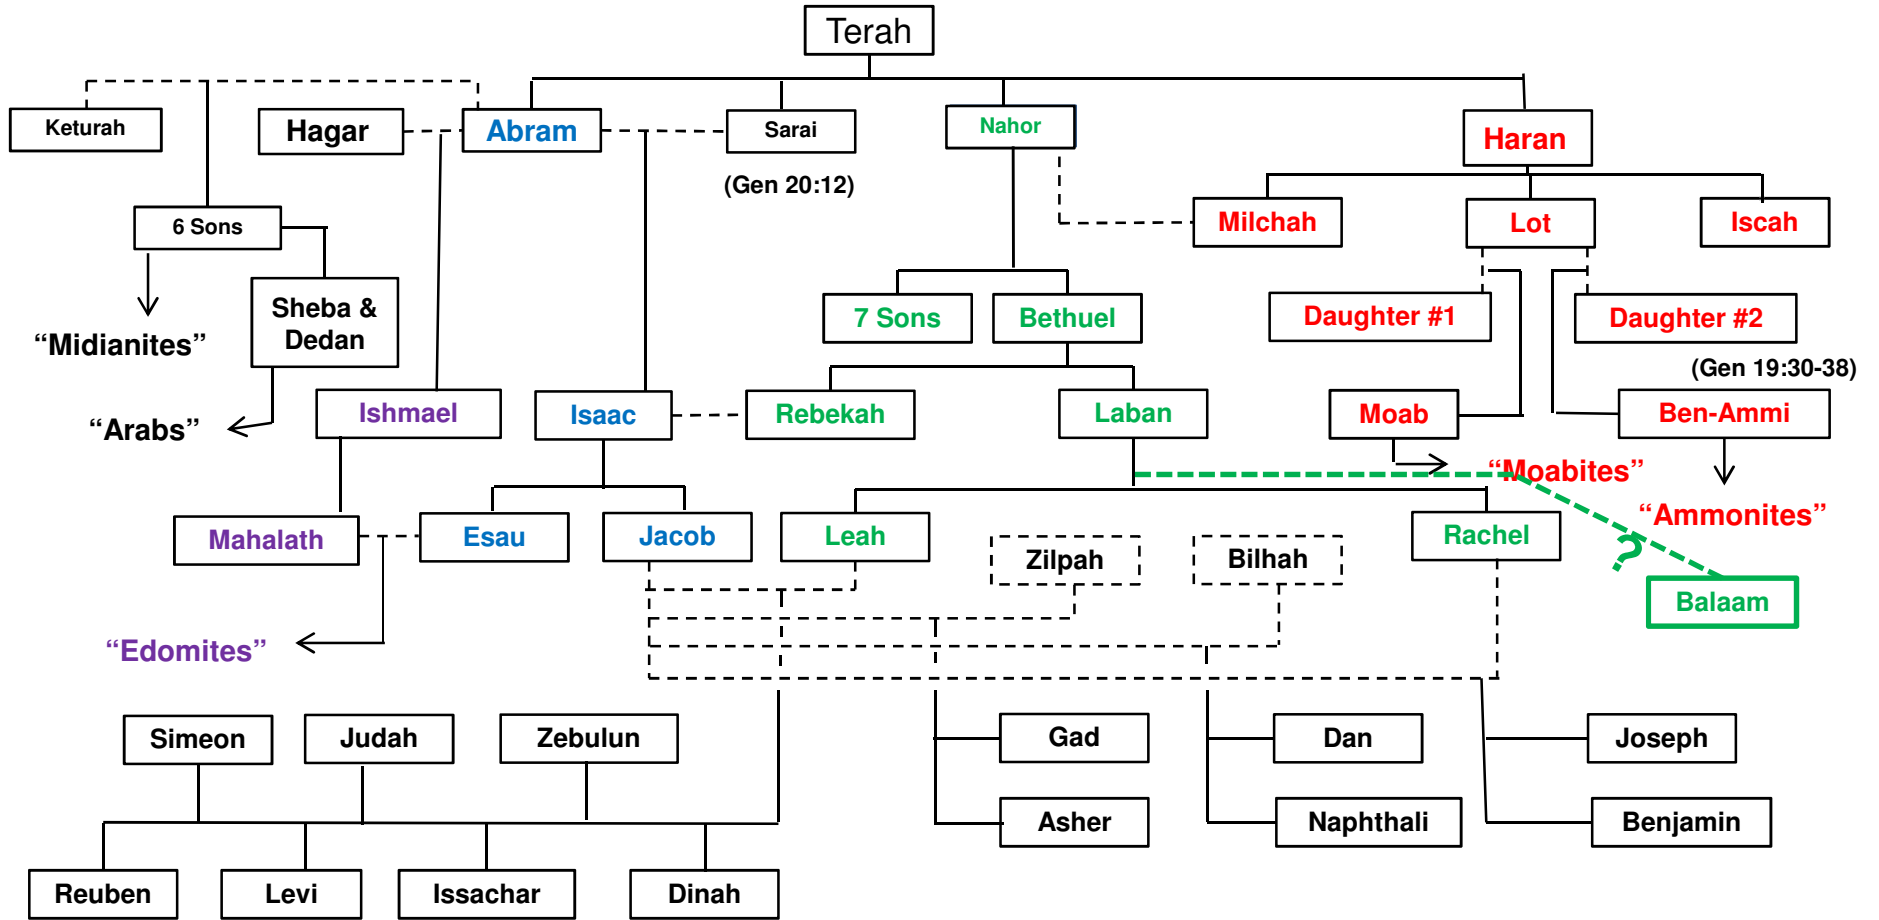 Terah
Keturah
Hagar
Abram
Sarai
Nahor
Haran
(Gen 20:12)
6 Sons
Milchah
Lot
Iscah
Sheba &
Dedan
7 Sons
Bethuel
Daughter #1
Daughter #2
“Midianites”
(Gen 19:30-38)
“Arabs”
Ishmael
Isaac
Rebekah
Laban
Moab
Ben-Ammi
“Moabites”
“Ammonites”
Mahalath
Esau
Jacob
Leah
Zilpah
Bilhah
Rachel
?
Balaam
“Edomites”
Simeon
Judah
Zebulun
Gad
Dan
Joseph
Asher
Naphthali
Benjamin
Reuben
Levi
Issachar
Dinah